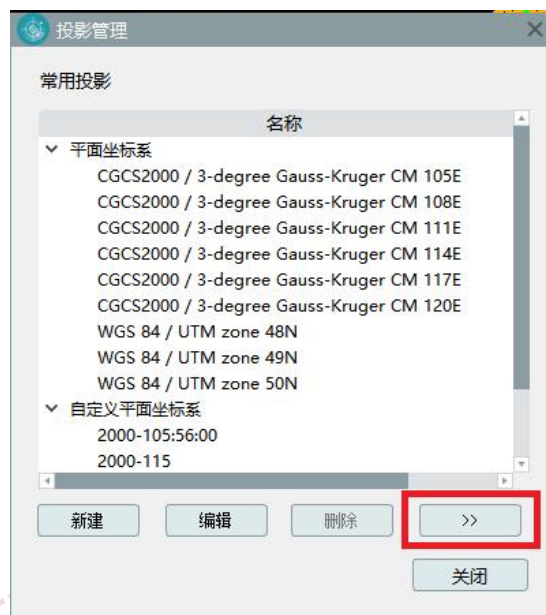 投影管理
常用投影
名称
平面坐标系
CGCS2000 / 3-degree Gauss-Kruger CM 105E
CGCS2000 / 3-degree Gauss-Kruger CM 108E
CGCS2000 / 3-degree Gauss-Kruger CM 111E
CGCS2000 / 3-degree Gauss-Kruger CM 114E
CGCS2000 / 3-degree Gauss-Kruger CM 117E
CGCS2000 / 3-degree Gauss-Kruger CM 120E
WGS 84 / UTM zone 48N
WGS 84 / UTM zone 49N
WGS 84 / UTM zone 50N
自定义平面坐标系
2000-105:56:00
2000-115
新建 编辑 删除 >>
关闭